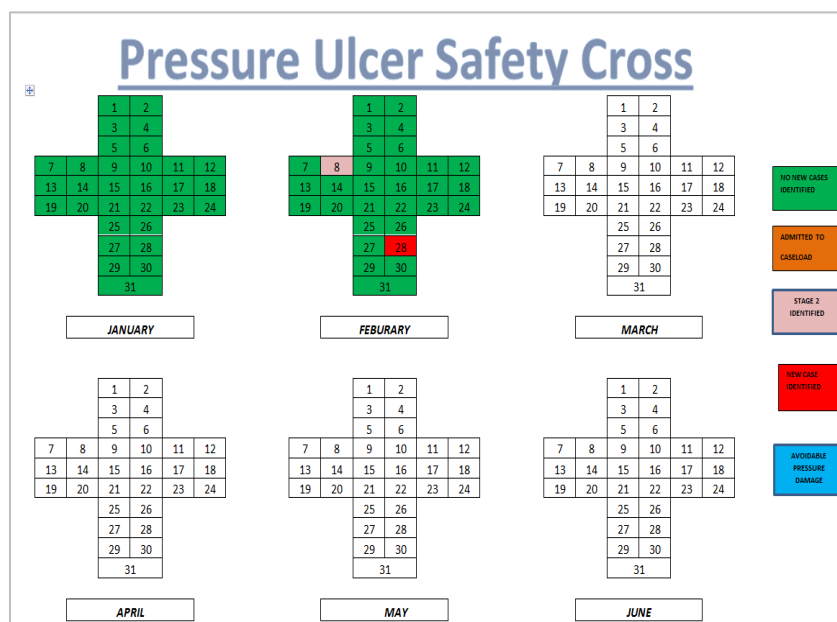 Pressure Ulcer Safety Cross
1 2 1 2 1 2
3 4 3 4 3 4
5 6 5 6 5 6
7 8 9 10 11 12 7 8 9 10 11 12 7 8 9 10 11 12
13 14 15 16 17 18 13 14 15 16 17 18 13 14 15 16 17 18
19 20 21 22 23 24 19 20 21 22 23 24 19 20 21 22 23 24
25 26 25 26 25 26
27 28 27 28 27 28
29 30 29 30 29 30
31 31
JANUARY FEBURARY MARCH
1 2 1 2 1 2
3 4 3 4 3 4
5 6 5 6 5 6
7 8 9 10 11 12 7 8 9 10 11 12 7 8 9 10 11 12
13 14 15 16 17 18 13 14 15 16 17 18 13 14 15 16 17 18
19 20 21 22 23 24 19 20 21 22 23 24 19 20 21 22 23 24
25 26 25 26 25 26
27 28 27 28 27 28
29 30 29 30 29 30
31 31 31
APRIL MAY JUNE
NO NEW CASES
IDENTIFIED
ADMITTED TO
CASELOAD
STAGE 2
IDENTIFIED
NEW CASE
IDENTIFIED
AVOIDABLE
PRESSURE
DAMAGE